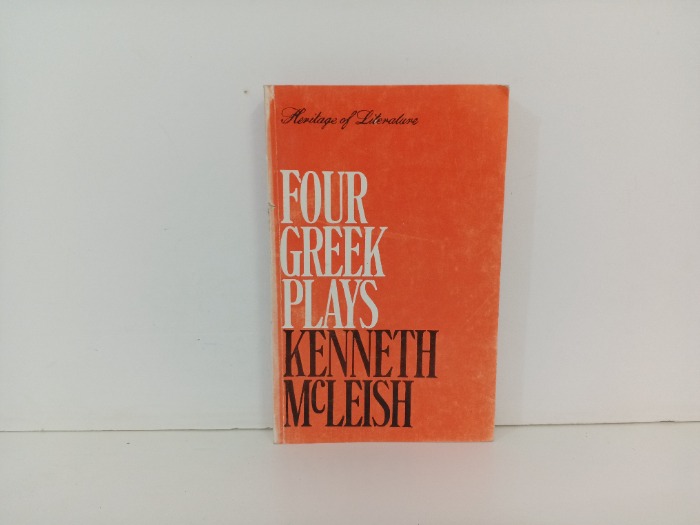 Heritage of Literature
FOUR
GREEK
PLAYS
KENNETH
McLEISH